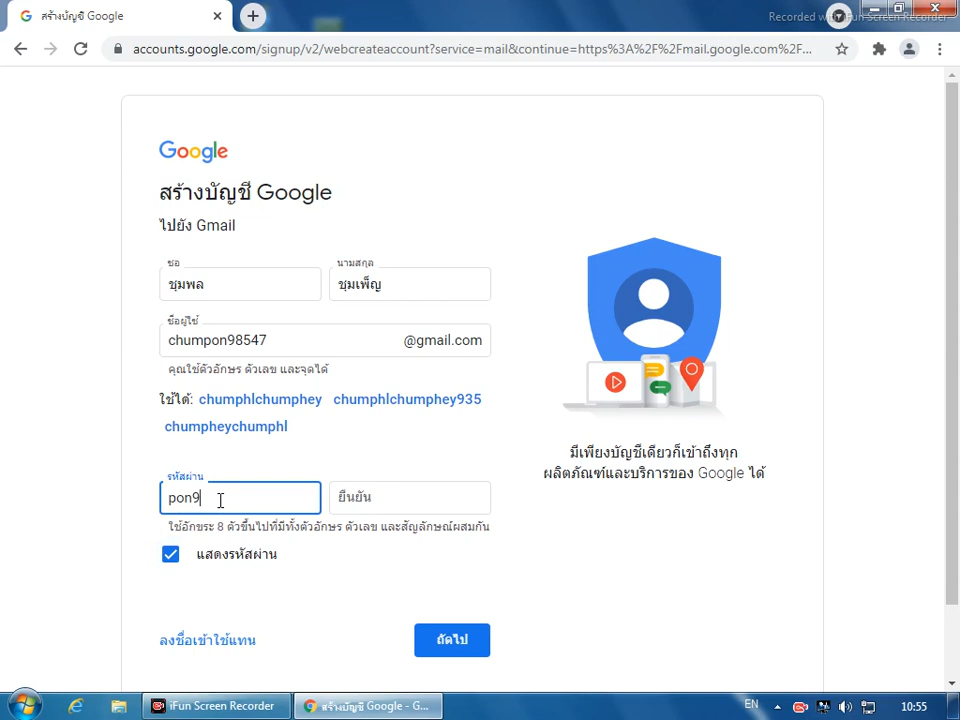 สร้างบัญชี Google
Recorded with iFun Screen Recorder
accounts.google.com/signup/v2/webcreateaccount?service=mail&continue=https%3A%2F%2Fmail.google.com%2F...
Google
สร้างบัญชี Google
ไปยัง Gmail
ชื่อ
นามสกุล
ชุมพล
ชุมเพ็ญ
ชื่อผู้ใช้
chumpon98547
@gmail.com
คุณใช้ตัวอักษร ตัวเลข และจุดได้
ใช้ได้: chumphlchumphey chumphlchumphey935
chumpheychumphl
รหัสผ่าน
pon9
ยืนยัน
ใช้อักขระ 8 ตัวขึ้นไปที่มีทั้งตัวอักษร ตัวเลข และสัญลักษณ์ผสมกัน
แสดงรหัสผ่าน
มีเพียงบัญชีเดียวก็เข้าถึงทุก
ผลิตภัณฑ์และบริการของ Google ได้
ลงชื่อเข้าใช้แทน
ถัดไป
iFun Screen Recorder
สร้างบัญชี Google - G...
EN
10:55